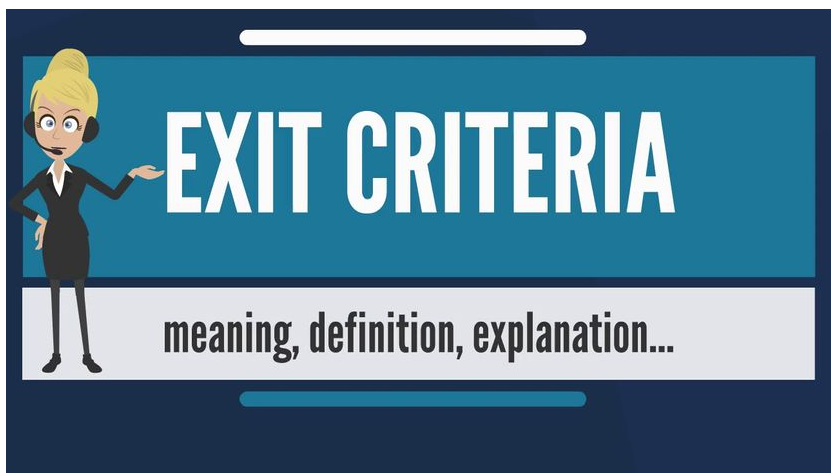 EXIT CRITERIA
meaning, definition, explanation...